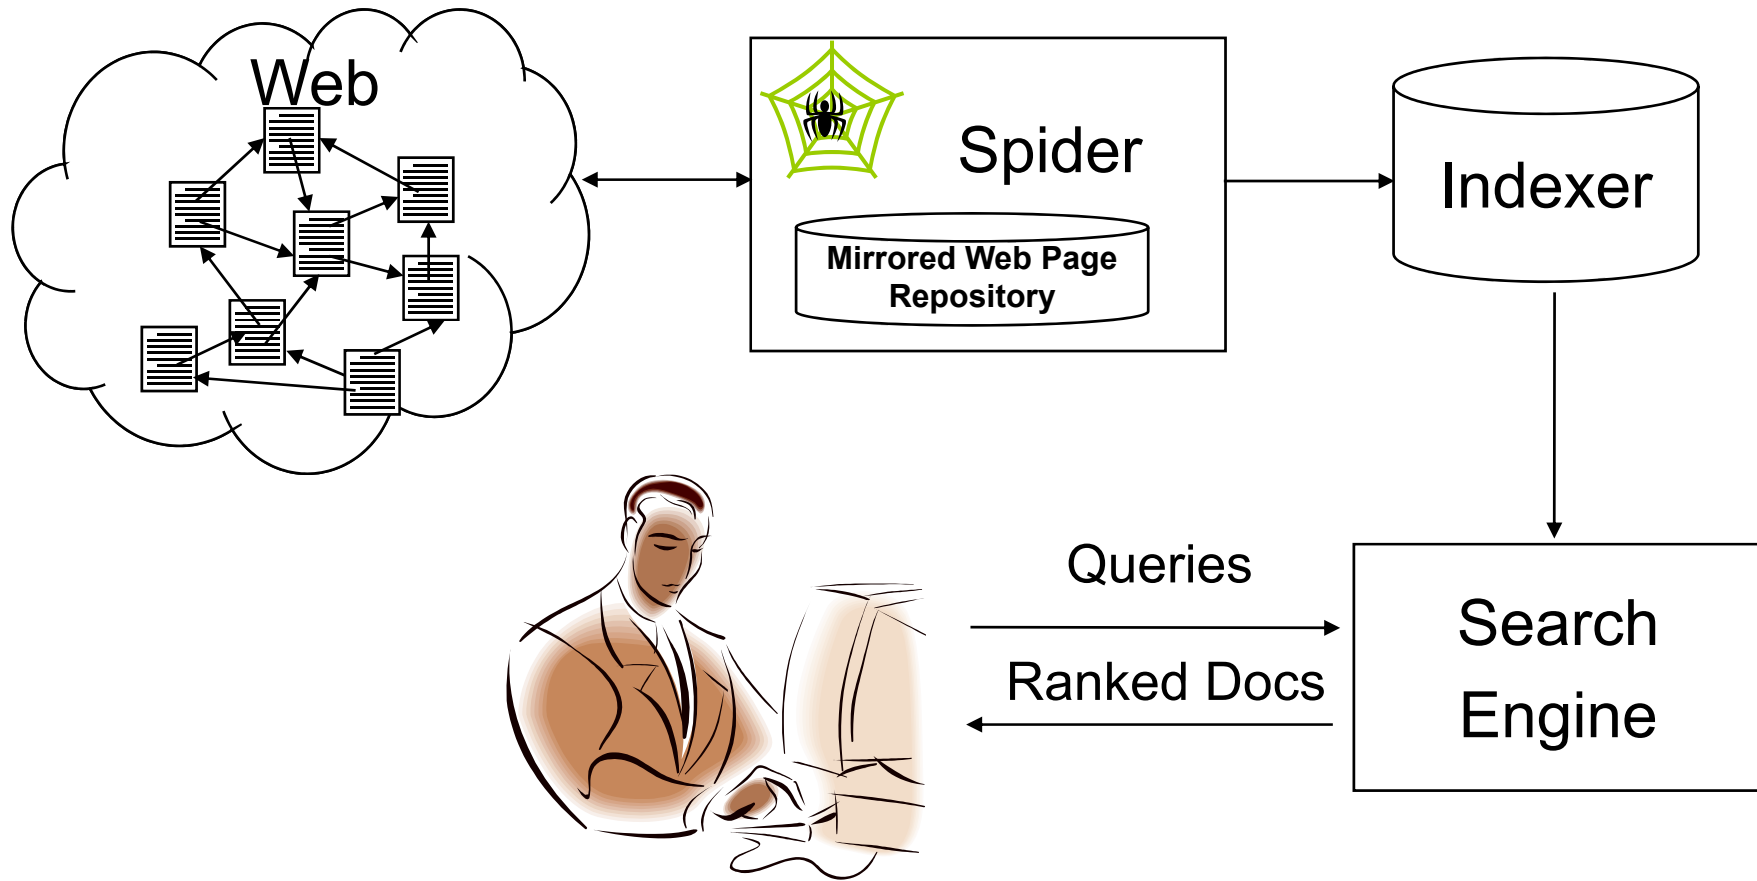 Web
Spider
Mirrored Web Page
Repository
Indexer
Queries
Ranked Docs
Search
Engine